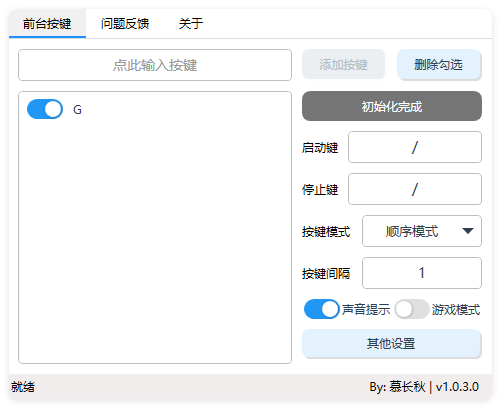 前台按键 问题反馈 关于
点此输入按键 添加按键 删除勾选
G
初始化完成
启动键 /
停止键 /
按键模式 顺序模式
按键间隔 1
声音提示 游戏模式
其他设置
就绪 By: 慕长秋 | v1.0.3.0